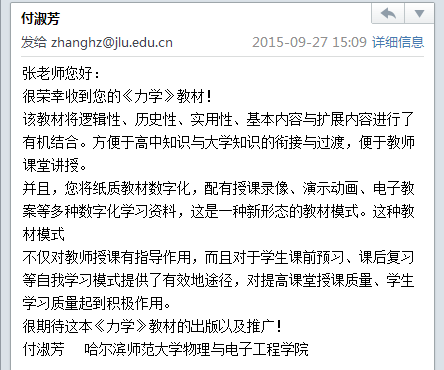 付淑芳
发给 zhanghz@jlu.edu.cn 2015-09-27 15:09 详细信息
张老师您好：
很荣幸收到您的《力学》教材！
该教材将逻辑性、历史性、实用性、基本内容与扩展内容进行了
有机结合。方便于高中知识与大学知识的衔接与过渡，便于教师
课堂讲授。
并且，您将纸质教材数字化，配有授课录像、演示动画、电子教
案等多种数字化学习资料，这是一种新形态的教材模式。这种教
材模式
不仅对教师授课有指导作用，而且对于学生课前预习、课后复习
等自我学习模式提供了有效地途径，对提高课堂授课质量、学生
学习质量起到积极作用。
很期待这本《力学》教材的出版以及推广！
付淑芳 哈尔滨师范大学物理与电子工程学院